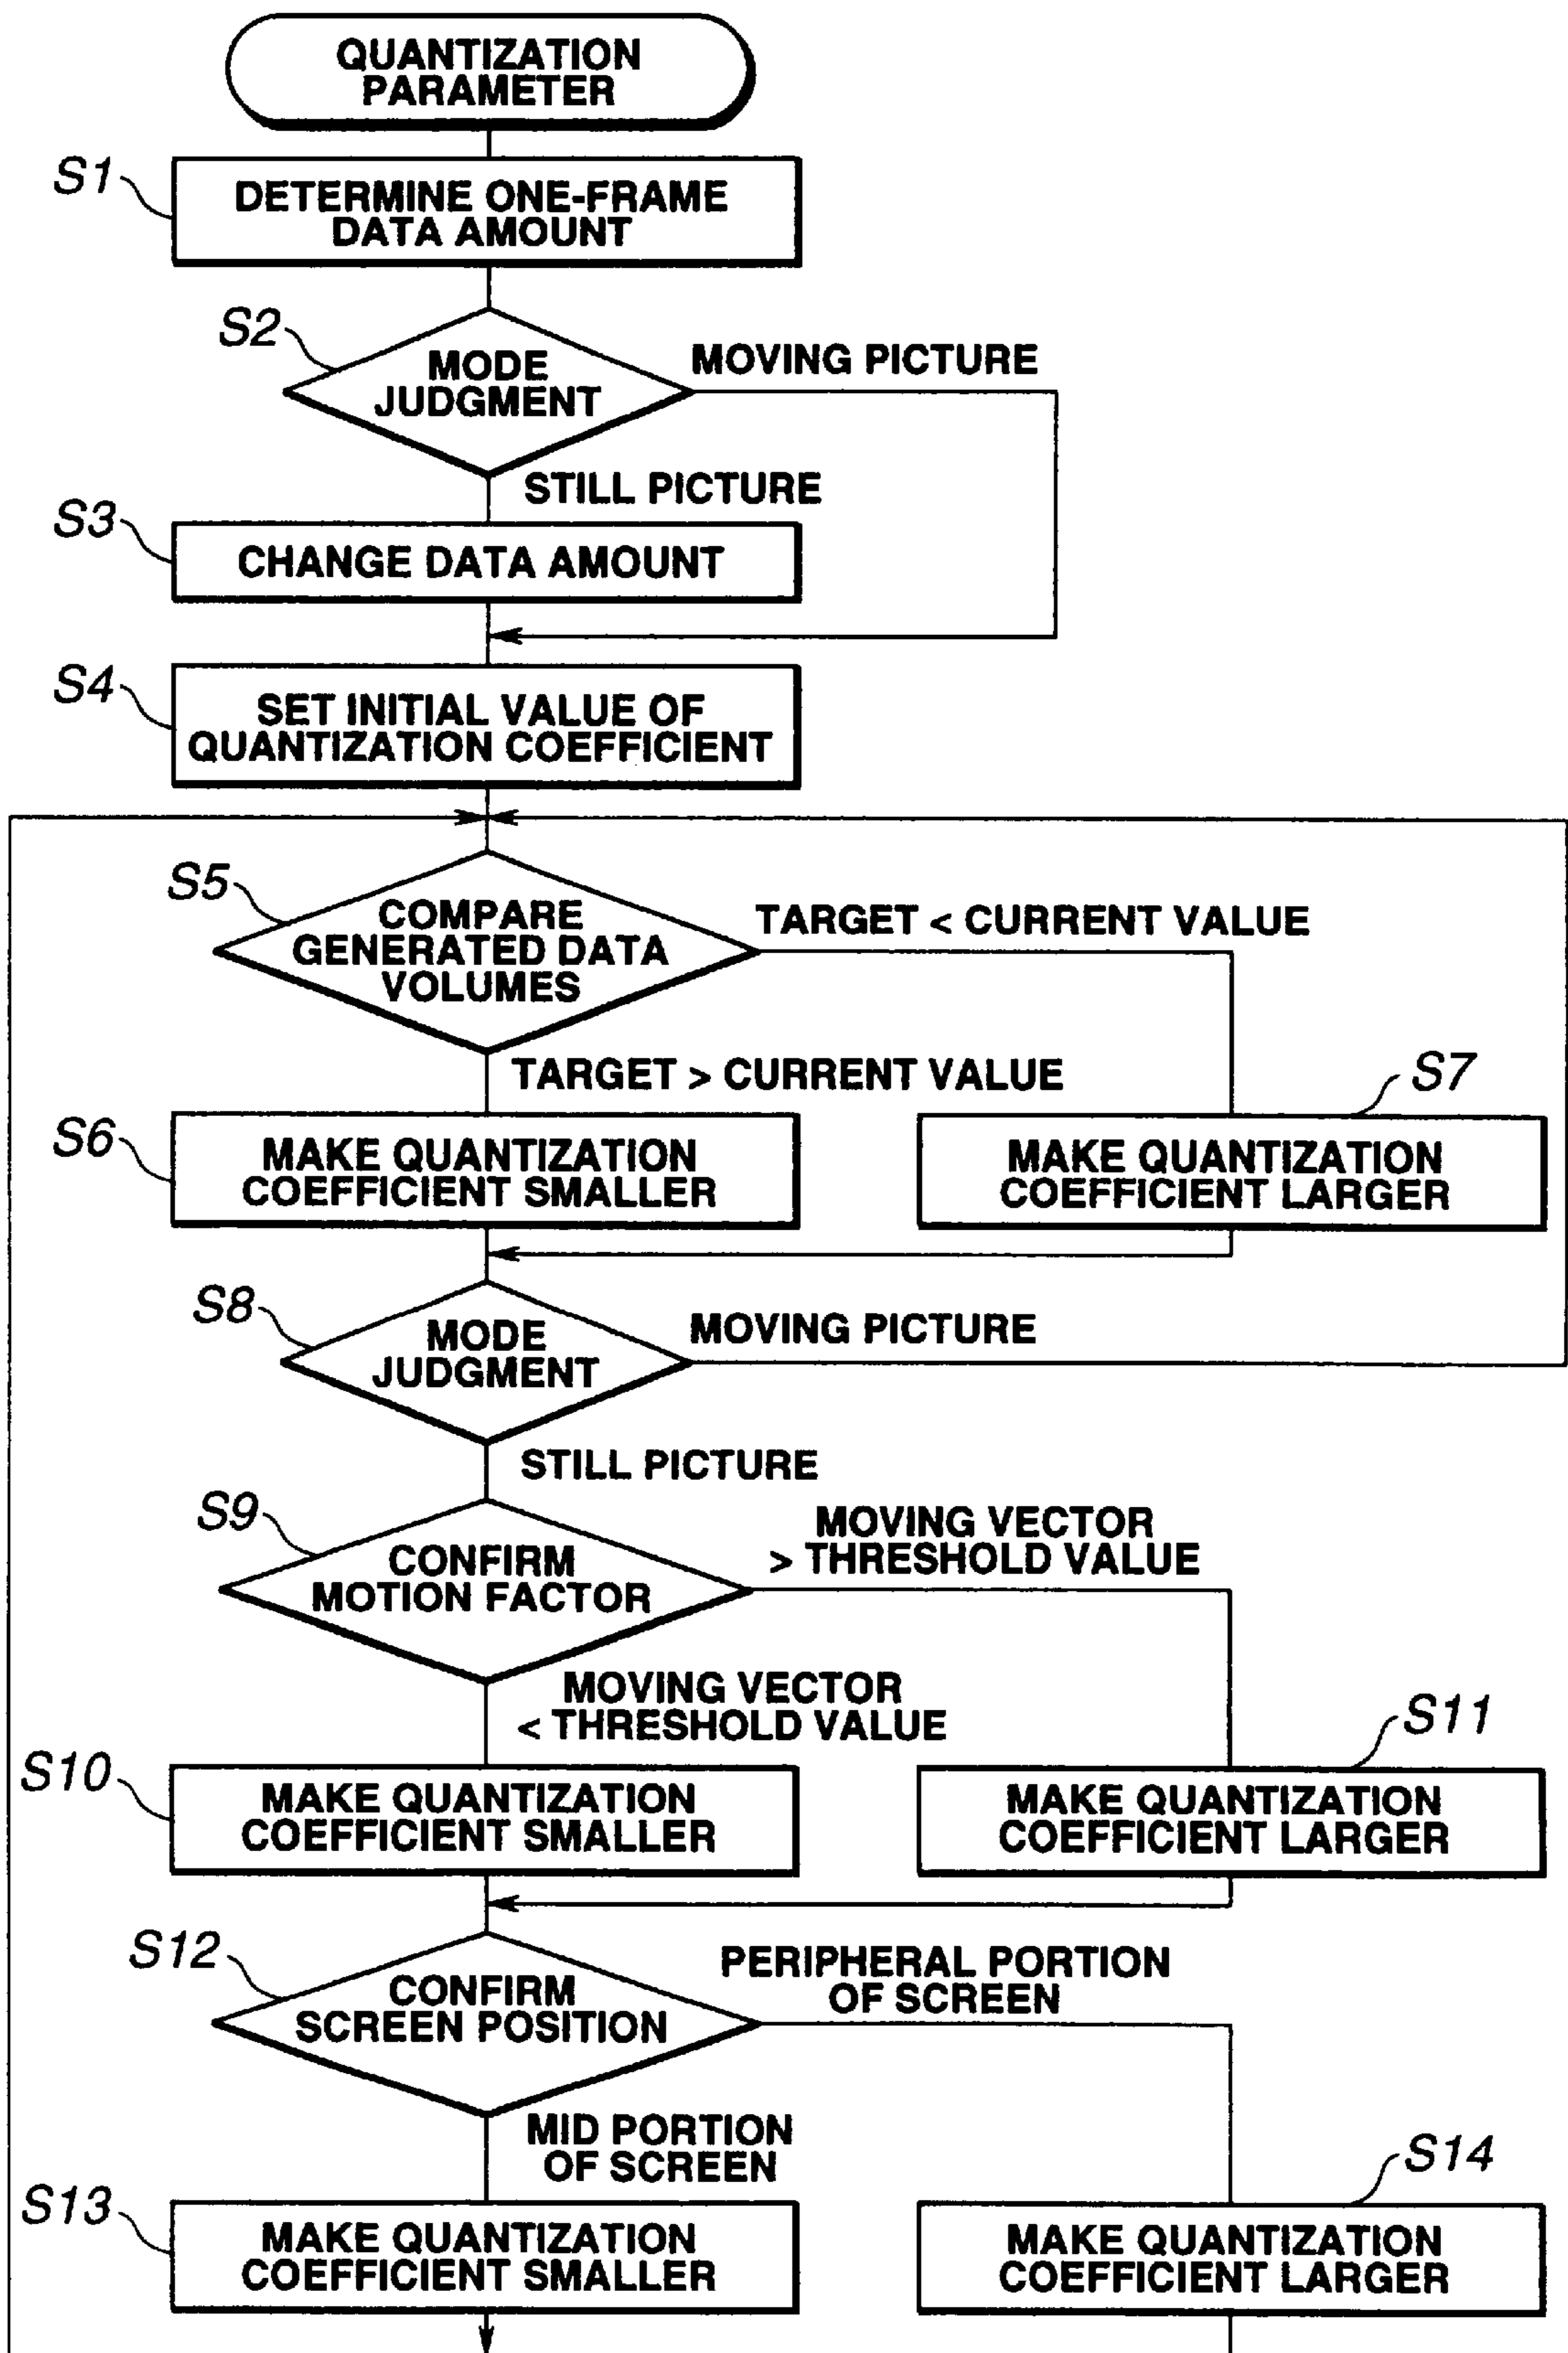 QUANTIZATION
PARAMETER
S1
DETERMINE ONE-FRAME
DATA AMOUNT
S2
MODE
JUDGMENT
MOVING PICTURE
STILL PICTURE
S3
CHANGE DATA AMOUNT
S4
SET INITIAL VALUE OF
QUANTIZATION COEFFICIENT
S5
COMPARE
GENERATED DATA
VOLUMES
TARGET < CURRENT VALUE
TARGET > CURRENT VALUE
S6
MAKE QUANTIZATION
COEFFICIENT SMALLER
S7
MAKE QUANTIZATION
COEFFICIENT LARGER
S8
MODE
JUDGMENT
MOVING PICTURE
STILL PICTURE
S9
CONFIRM
MOTION FACTOR
MOVING VECTOR
> THRESHOLD VALUE
MOVING VECTOR
< THRESHOLD VALUE
S10
MAKE QUANTIZATION
COEFFICIENT SMALLER
S11
MAKE QUANTIZATION
COEFFICIENT LARGER
S12
CONFIRM
SCREEN POSITION
PERIPHERAL PORTION
OF SCREEN
MID PORTION
OF SCREEN
S13
MAKE QUANTIZATION
COEFFICIENT SMALLER
S14
MAKE QUANTIZATION
COEFFICIENT LARGER